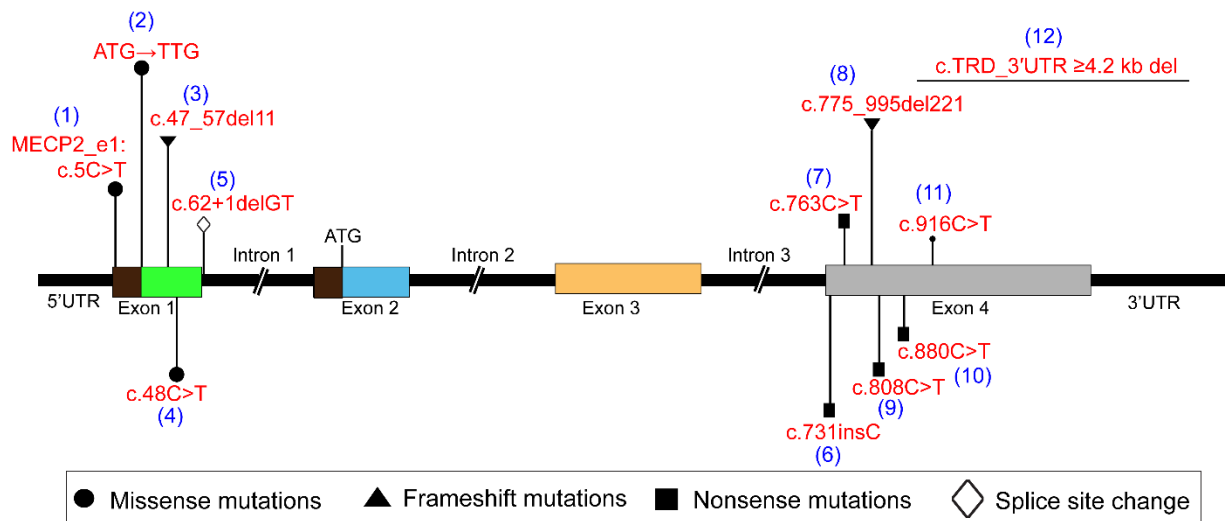 (2)
ATG→TTG
(12)
c.TRD_3'UTR ≥4.2 kb del
(8)
c.775_995del221
(3)
c.47_57del11
(1)
MECP2_e1:
c.5C>T
(5)
c.62+1delGT
(7)
c.763C>T
(11)
c.916C>T
ATG
Intron 1
Intron 2
Intron 3
5'UTR
Exon 1
Exon 2
Exon 3
Exon 4
3'UTR
c.48C>T
(4)
c.880C>T
(10)
c.808C>T
(9)
c.731insC
(6)
Missense mutations
Frameshift mutations
Nonsense mutations
Splice site change